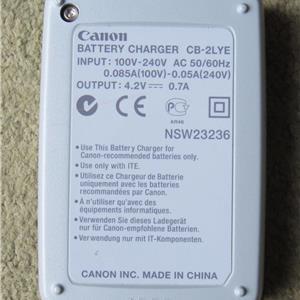 Canon
BATTERY CHARGER CB-2LYE
INPUT: 100V-240V AC 50/60Hz
0.085A(100V)-0.05A(240V)
OUTPUT: 4.2V⎓ 0.7A
CE
PG
AR46
NSW23236
• Use This Battery Charger for
Canon-recommended batteries only.
• Use only with ITE.
• Utilisez ce Chargeur de Batterie
uniquement avec les batteries
recommandées par Canon.
• A n'utiliser qu'avec des
équipements informatiques.
• Verwenden Sie dieses Ladegerät
nur für Canon-empfohlene Batterien.
• Verwendung nur mit IT-Komponenten.
CANON INC. MADE IN CHINA